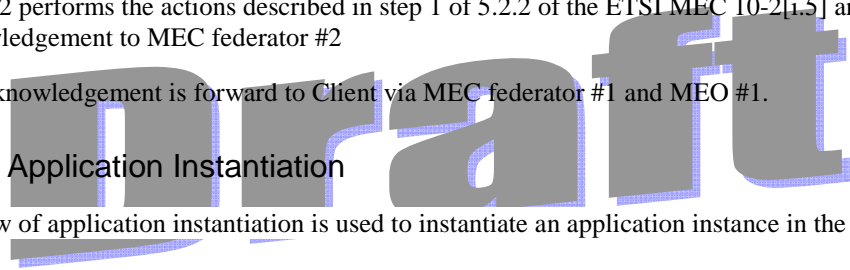 2 performs the actions described in step 1 of 5.2.2 of the ETSI MEC 10-2[i.5] an
wledgement to MEC federator #2
knowledgement is forward to Client via MEC federator #1 and MEO #1.
Draft
Application Instantiation
w of application instantiation is used to instantiate an application instance in the